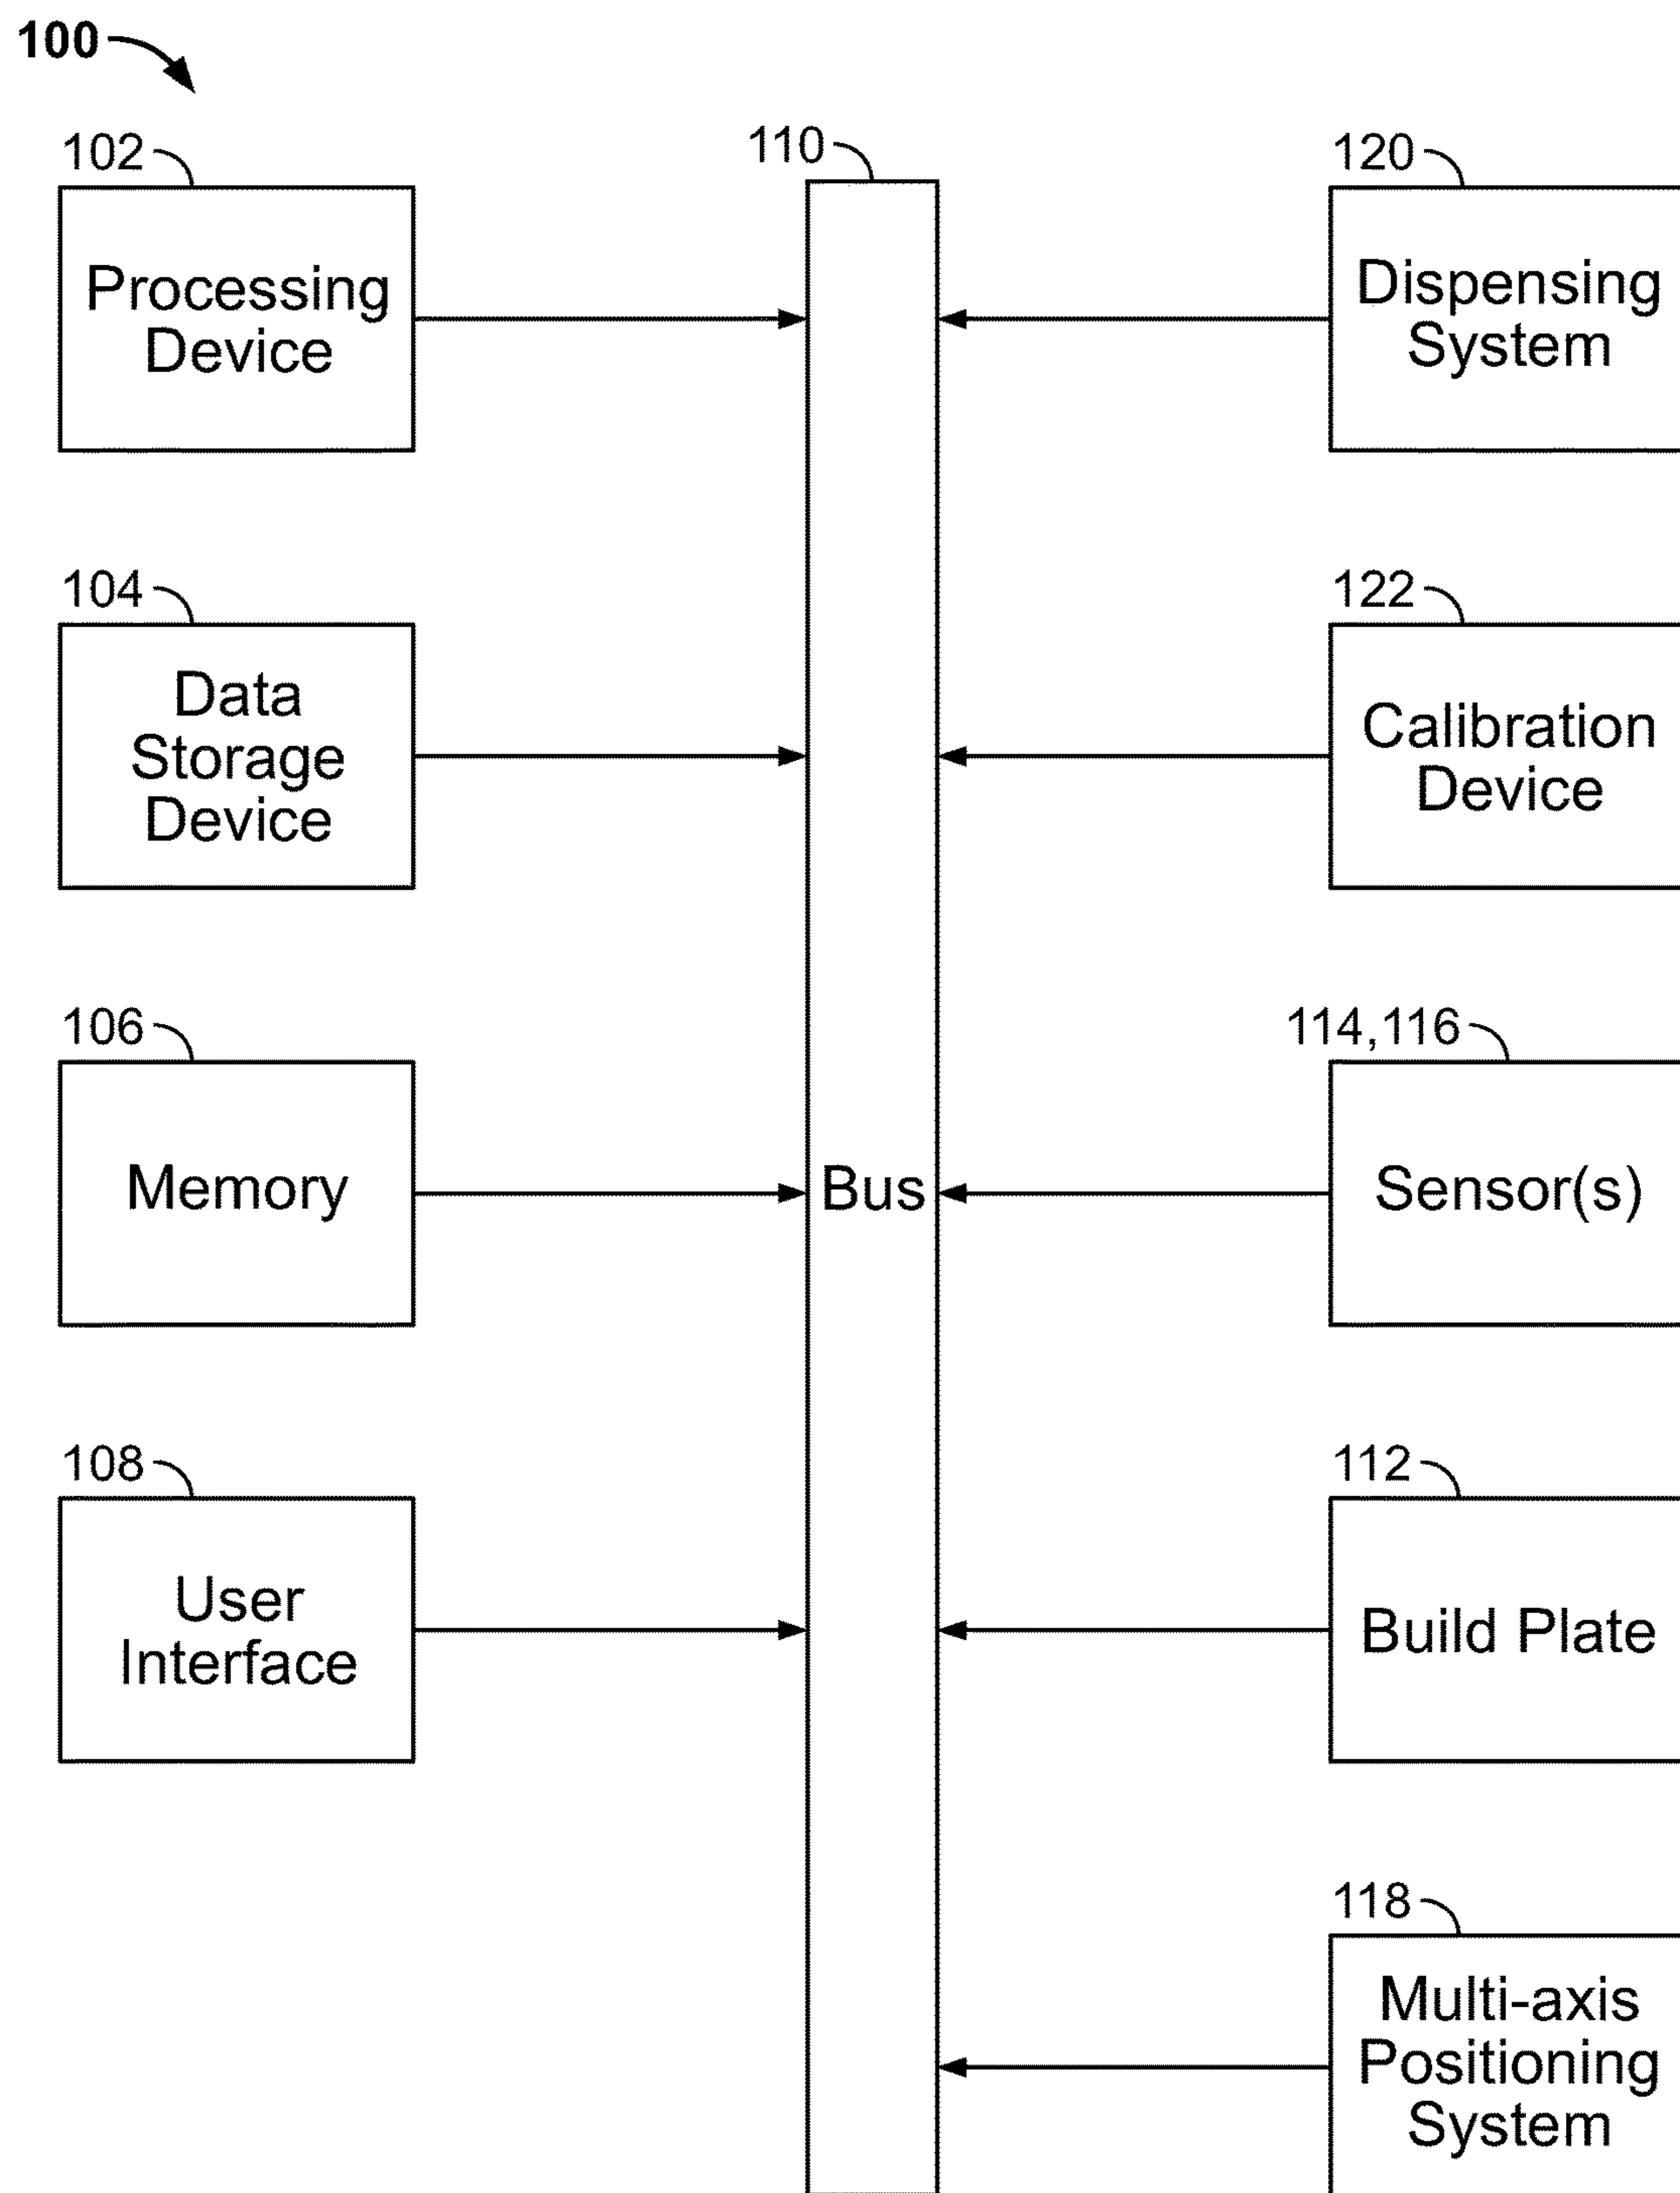 100
102
Processing
Device
104
Data
Storage
Device
106
Memory
108
User
Interface
110
Bus
120
Dispensing
System
122
Calibration
Device
114,116
Sensor(s)
112
Build Plate
118
Multi-axis
Positioning
System